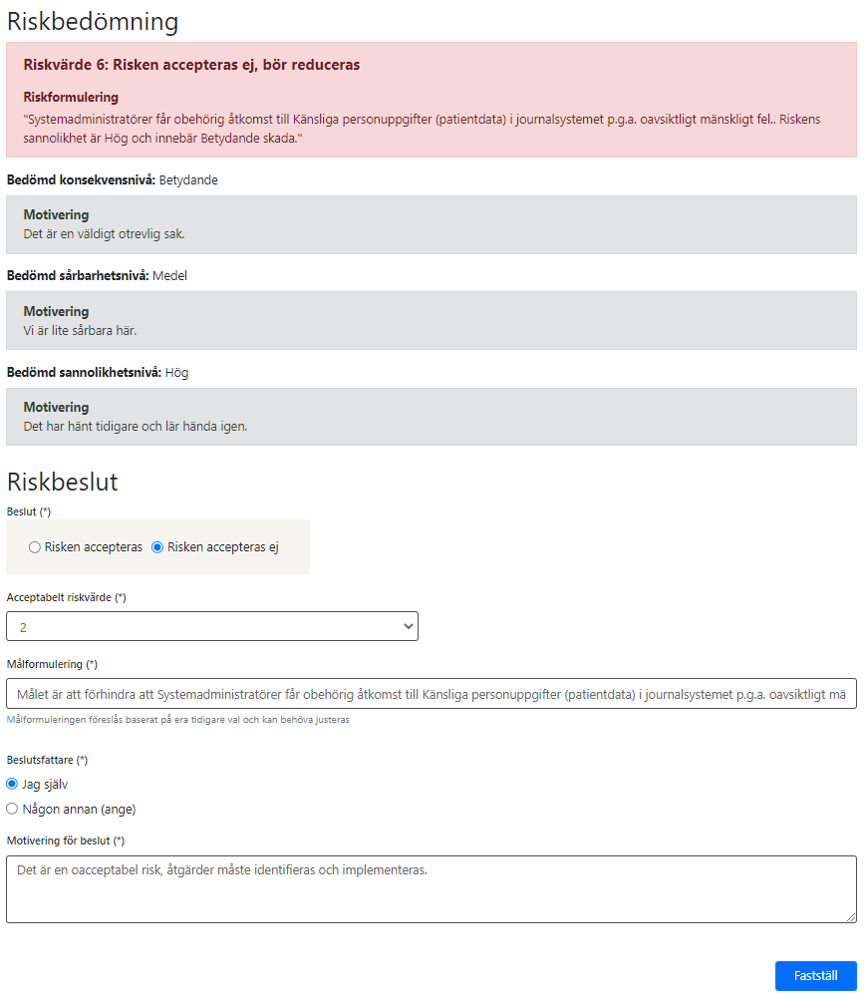 Riskbedömning
Riskvärde 6: Risken accepteras ej, bör reduceras
Riskformulering
"Systemadministratörer får obehörig åtkomst till Känsliga personuppgifter (patientdata) i journalsystemet p.g.a. oavsiktligt mänskligt fel.. Riskens
sannolikhet är Hög och innebär Betydande skada."
Bedömd konsekvensnivå: Betydande
Motivering
Det är en väldigt otrevlig sak.
Bedömd sårbarhetsnivå: Medel
Motivering
Vi är lite sårbara här.
Bedömd sannolikhetsnivå: Hög
Motivering
Det har hänt tidigare och lär hända igen.
Riskbeslut
Beslut (*)
Risken accepteras Risken accepteras ej
Acceptabelt riskvärde (*)
2
Målformulering (*)
Målet är att förhindra att Systemadministratörer får obehörig åtkomst till Känsliga personuppgifter (patientdata) i journalsystemet p.g.a. oavsiktligt mä
Målformuleringen föreslås baserat på era tidigare val och kan behöva justeras
Beslutsfattare (*)
Jag själv
Någon annan (ange)
Motivering för beslut (*)
Det är en oacceptabel risk, åtgärder måste identifieras och implementeras.
Fastställ